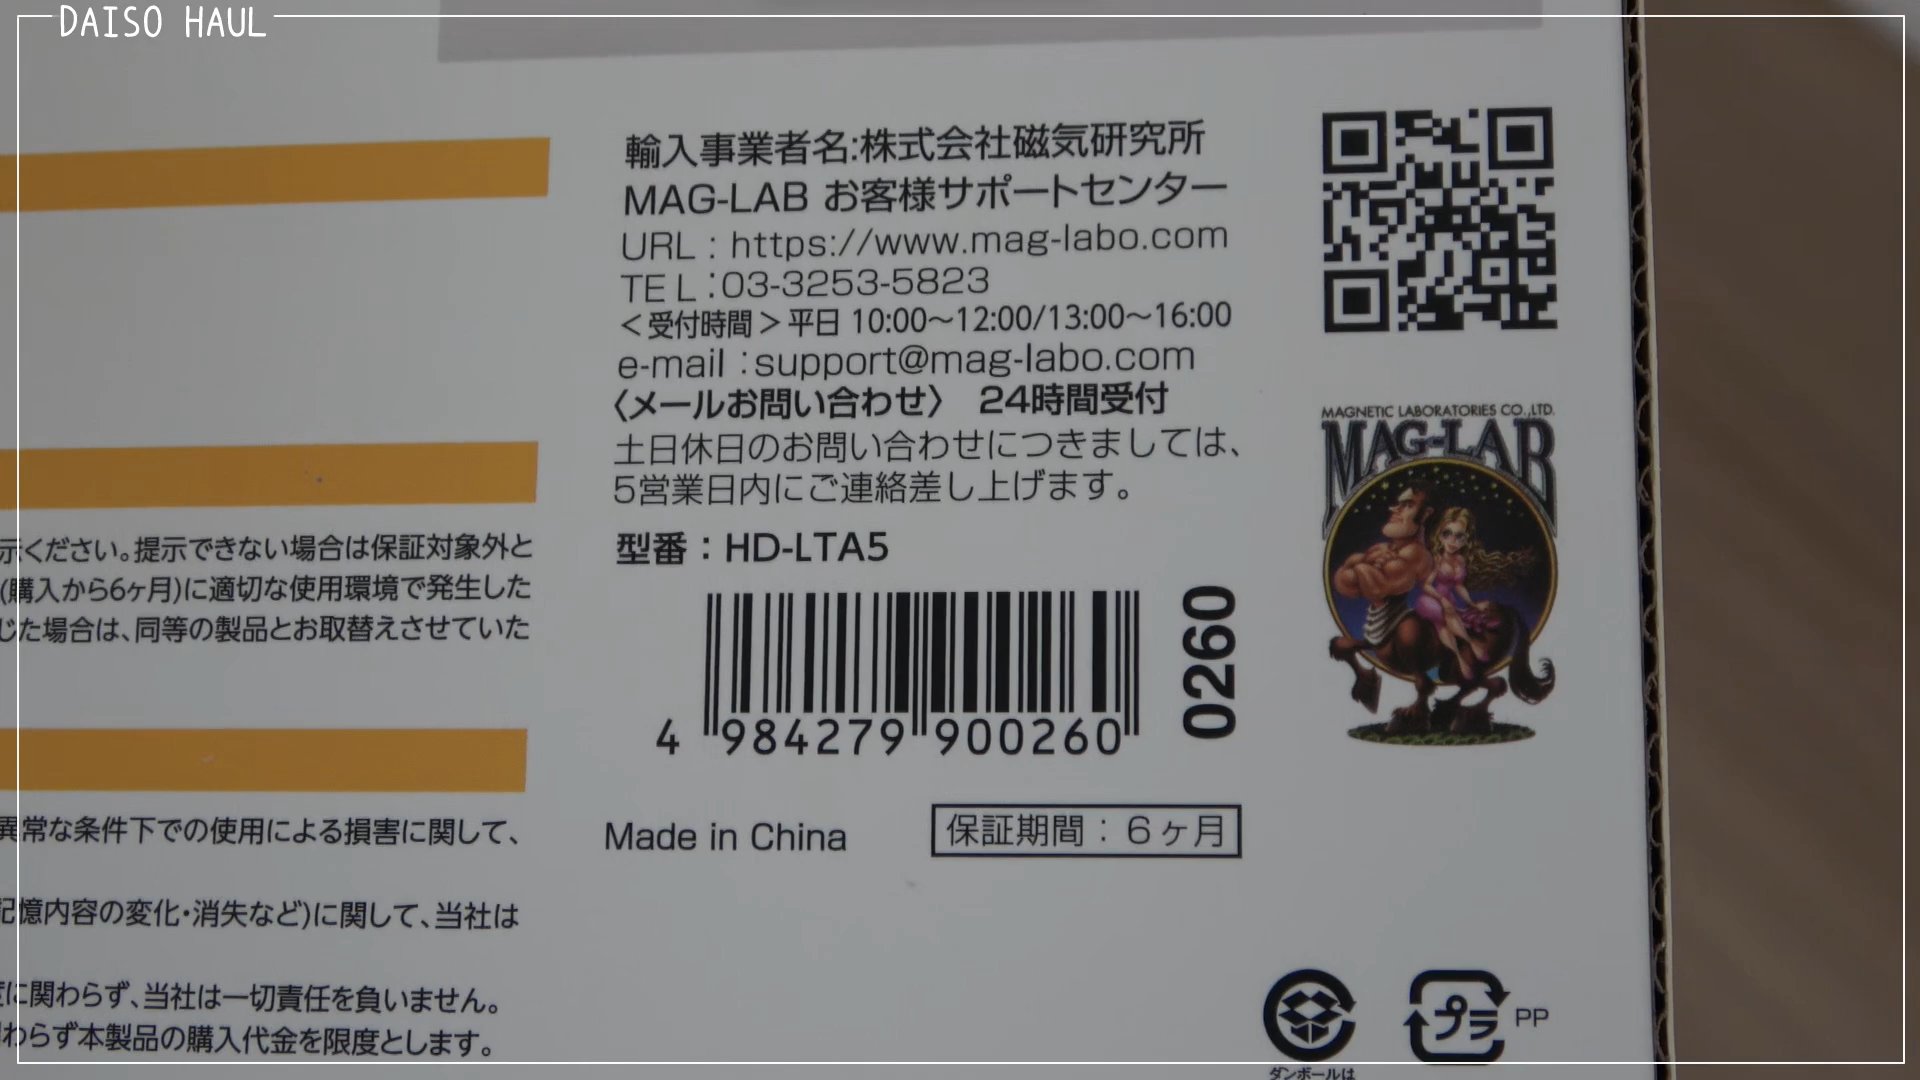 DAISO HAUL
輸入事業者名:株式会社磁気研究所
MAG-LAB お客様サポートセンター
URL : https://www.mag-labo.com
TEL:03-3253-5823
<受付時間>平日 10:00〜12:00/13:00〜16:00
e-mail :support@mag-labo.com
〈メールお問い合わせ〉 24時間受付
土日休日のお問い合わせにつきましては、
5営業日内にご連絡差し上げます。
型番:HD-LTA5
4 984279 900260
0260
Made in China
保証期間:6ヶ月
MAGNETIC LABORATORIES CO.,LTD.
MAG-LAB
示ください。提示できない場合は保証対象外と
(購入から6ヶ月)に適切な使用環境で発生した
じた場合は、同等の製品とお取替えさせていた
異常な条件下での使用による損害に関して、
記憶内容の変化・消失など)に関して、当社は
に関わらず、当社は一切責任を負いません。
わらず本製品の購入代金を限度とします。
プラ PP
ダンボールは